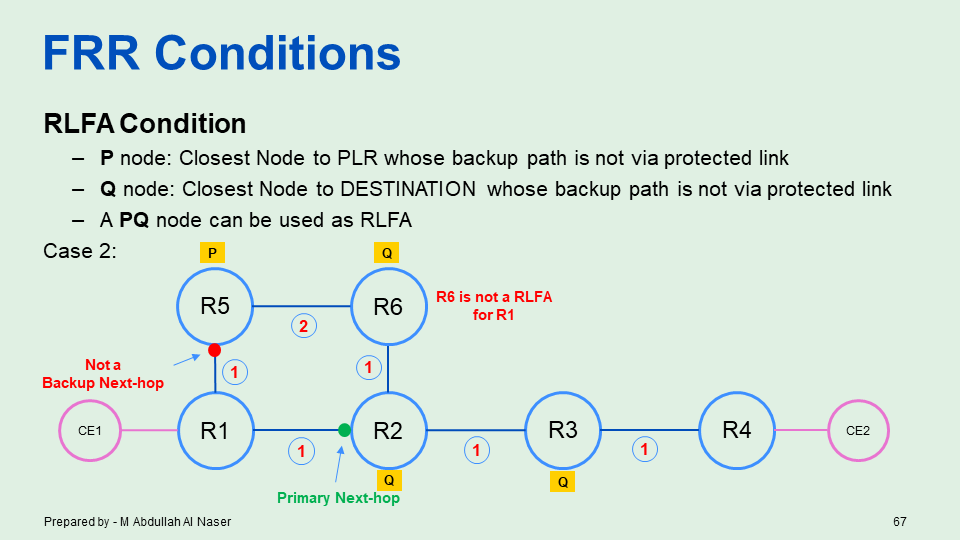 FRR Conditions
RLFA Condition
– P node: Closest Node to PLR whose backup path is not via protected link
– Q node: Closest Node to DESTINATION whose backup path is not via protected link
– A PQ node can be used as RLFA
Case 2:
P
Q
R5
R6
2
R6 is not a RLFA
for R1
Not a
Backup Next-hop
1
1
CE1
R1
R2
R3
R4
CE2
1
1
1
Q
Q
Primary Next-hop
Prepared by - M Abdullah Al Naser
67